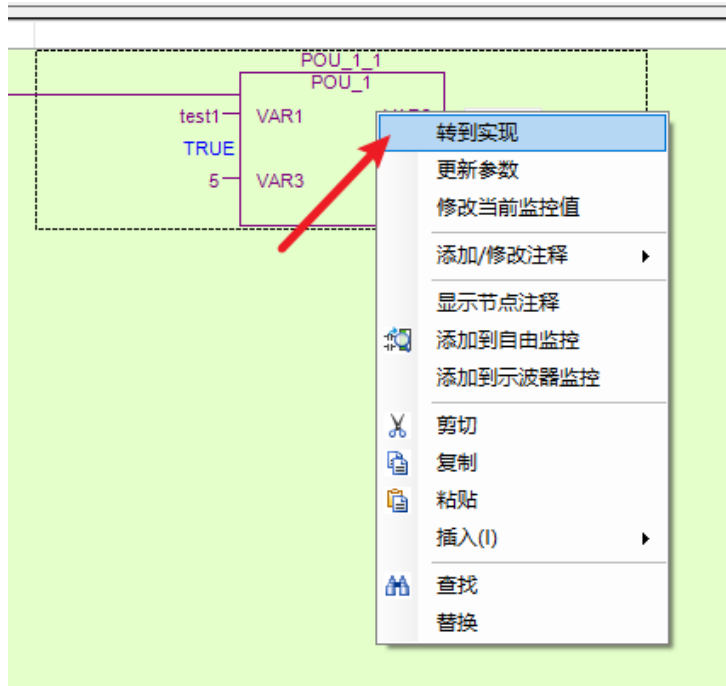 POU_1_1
POU_1
test1 VAR1
TRUE
5 VAR3
转到实现
更新参数
修改当前监控值
添加/修改注释
显示节点注释
添加到自由监控
添加到示波器监控
剪切
复制
粘贴
插入(I)
查找
替换